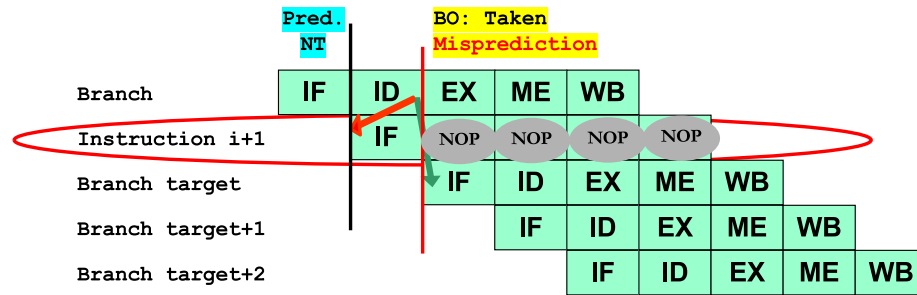 Pred. BO: Taken
NT Misprediction
Branch IF ID EX ME WB
Instruction i+1 IF NOP NOP NOP NOP
Branch target IF ID EX ME WB
Branch target+1 IF ID EX ME WB
Branch target+2 IF ID EX ME WB